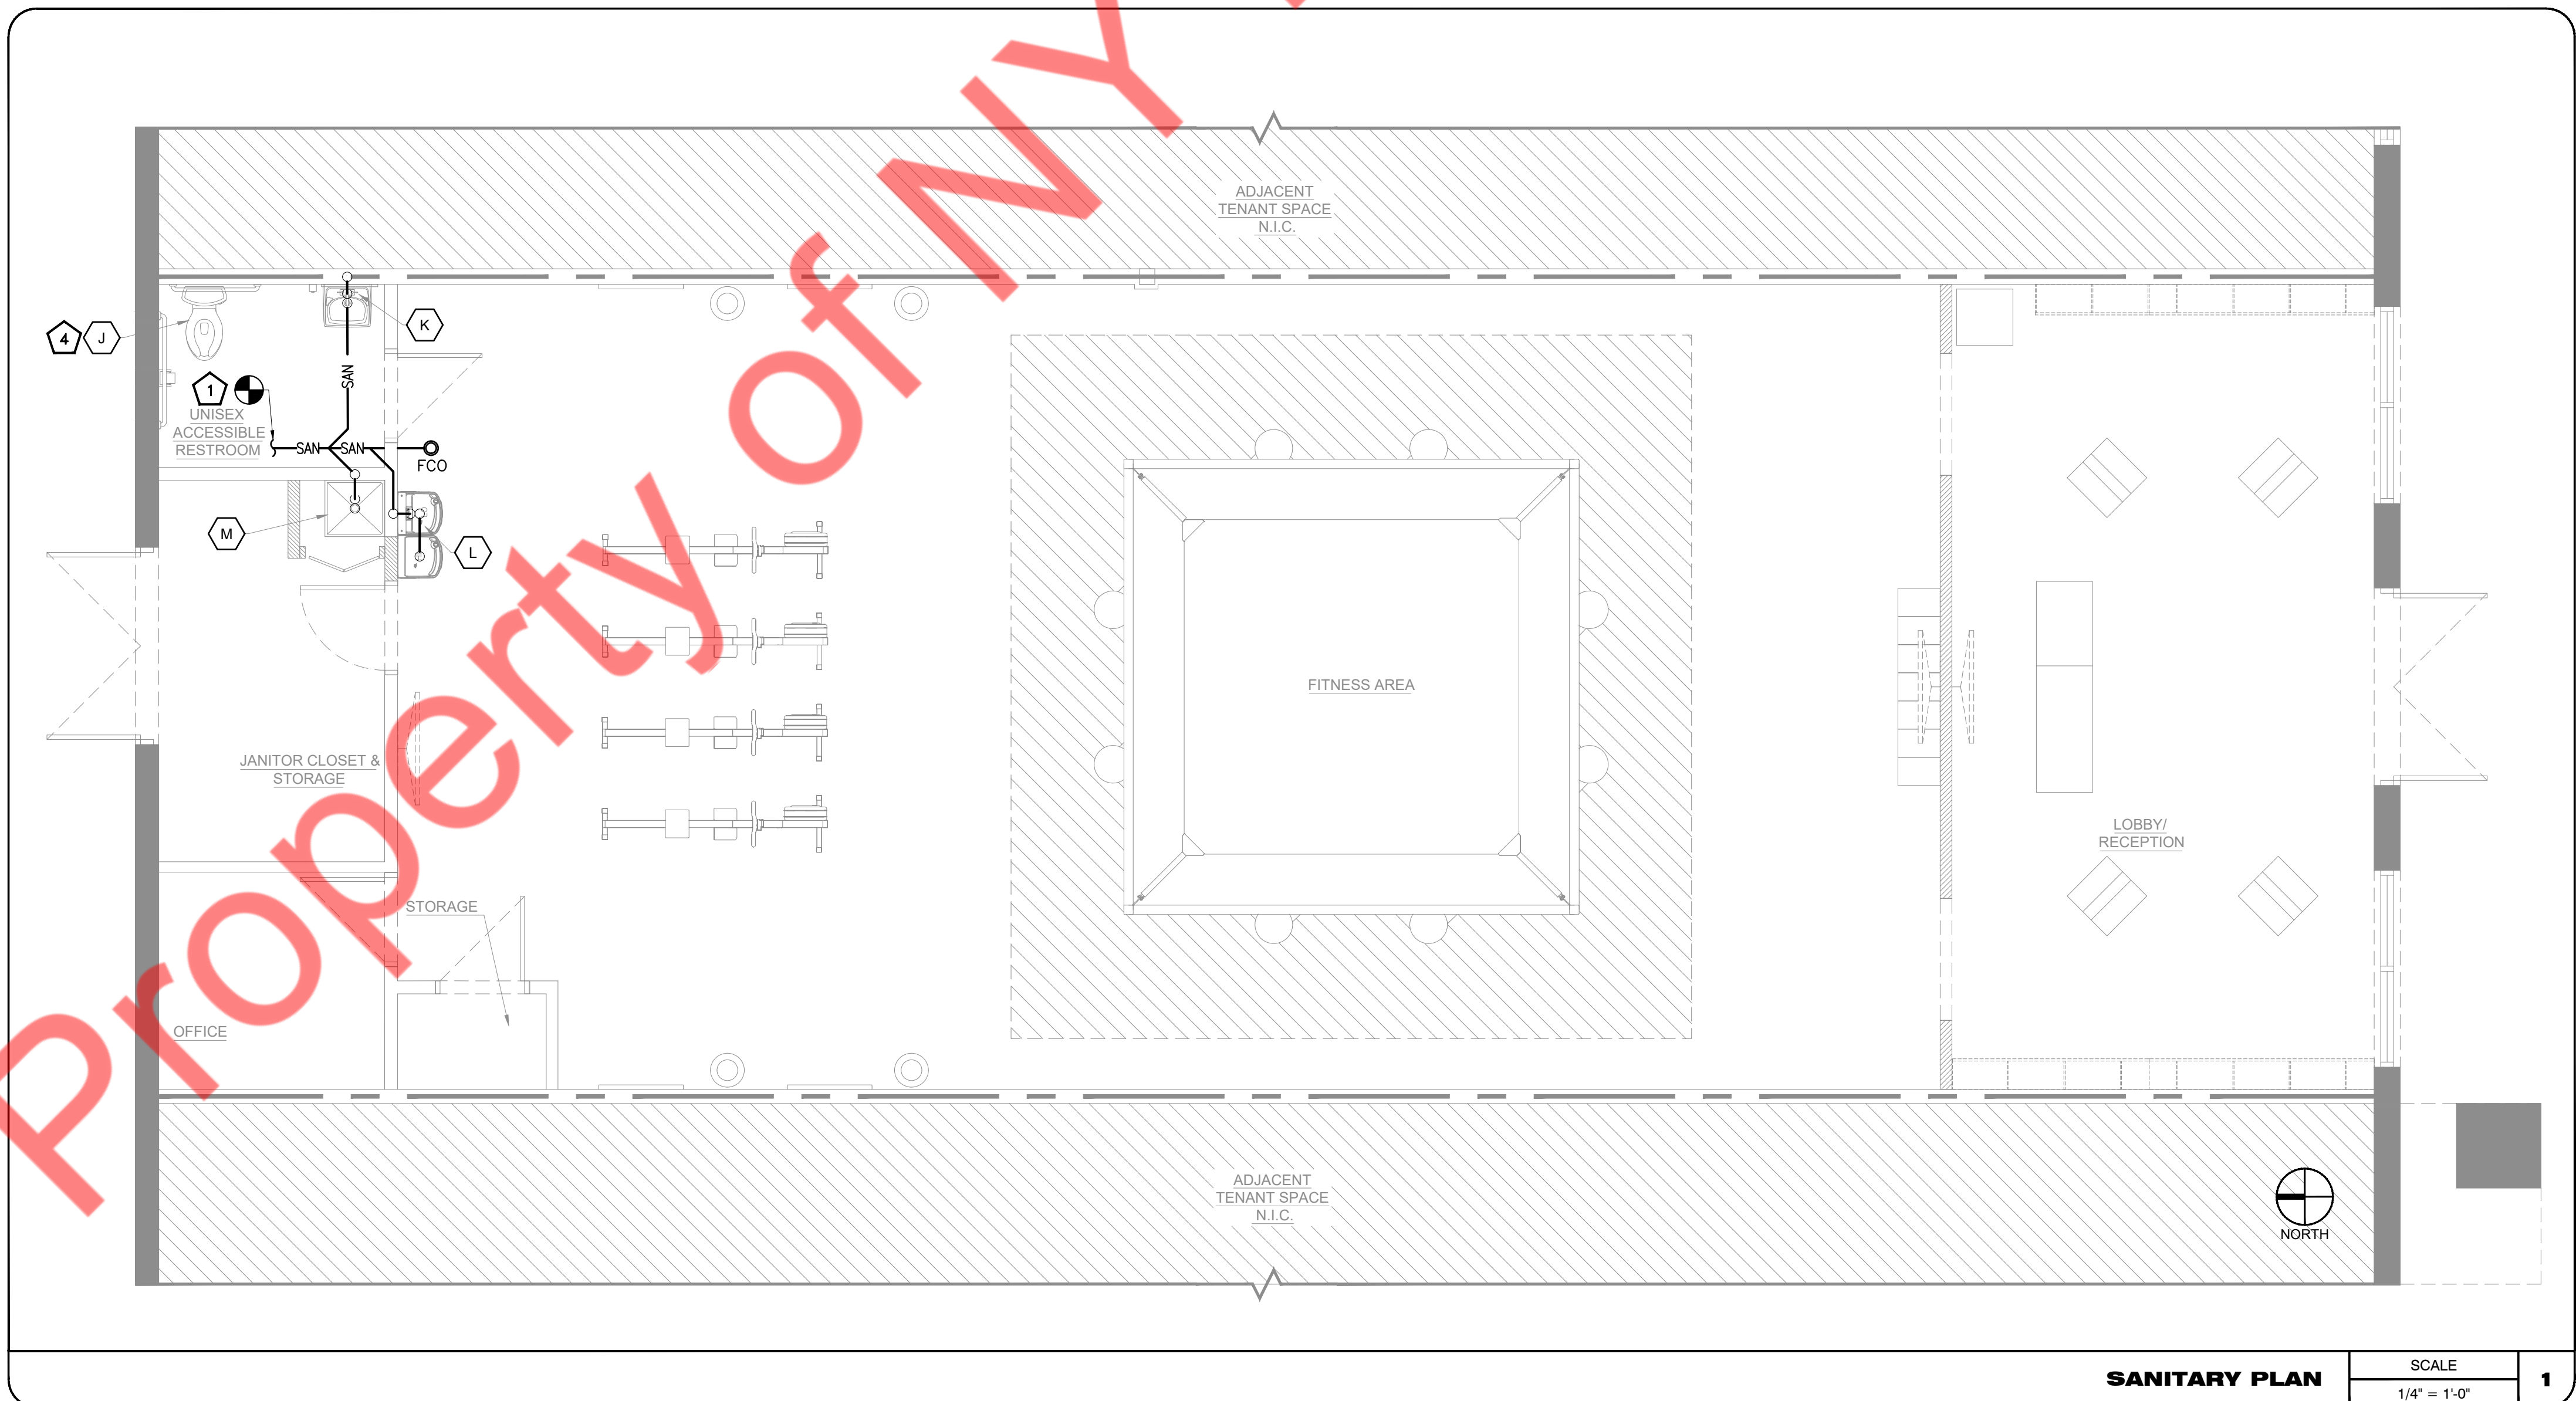 Property of NY
ADJACENT
TENANT SPACE
N.I.C.
K
4
J
SAN
1
UNISEX
ACCESSIBLE
RESTROOM
SAN
SAN
FCO
M
L
FITNESS AREA
JANITOR CLOSET &
STORAGE
LOBBY/
RECEPTION
STORAGE
OFFICE
ADJACENT
TENANT SPACE
N.I.C.
NORTH
SANITARY PLAN
SCALE
1/4" = 1'-0"
1